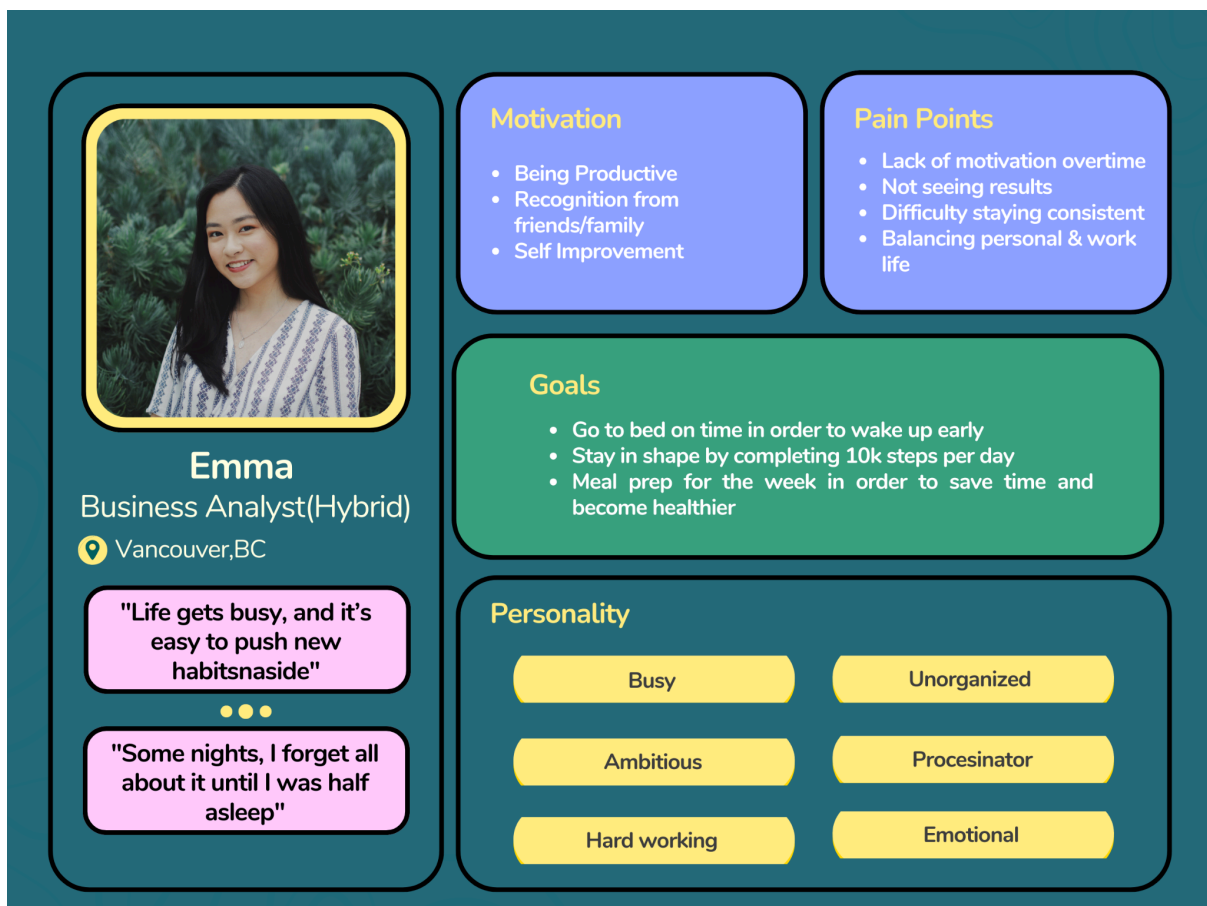 Emma
Business Analyst(Hybrid)
Vancouver,BC
"Life gets busy, and it’s
easy to push new
habitsnaside"
"Some nights, I forget all
about it until I was half
asleep"
Motivation
• Being Productive
• Recognition from
friends/family
• Self Improvement
Pain Points
• Lack of motivation overtime
• Not seeing results
• Difficulty staying consistent
• Balancing personal & work
life
Goals
• Go to bed on time in order to wake up early
• Stay in shape by completing 10k steps per day
• Meal prep for the week in order to save time and
become healthier
Personality
Busy
Unorganized
Ambitious
Procesinator
Hard working
Emotional